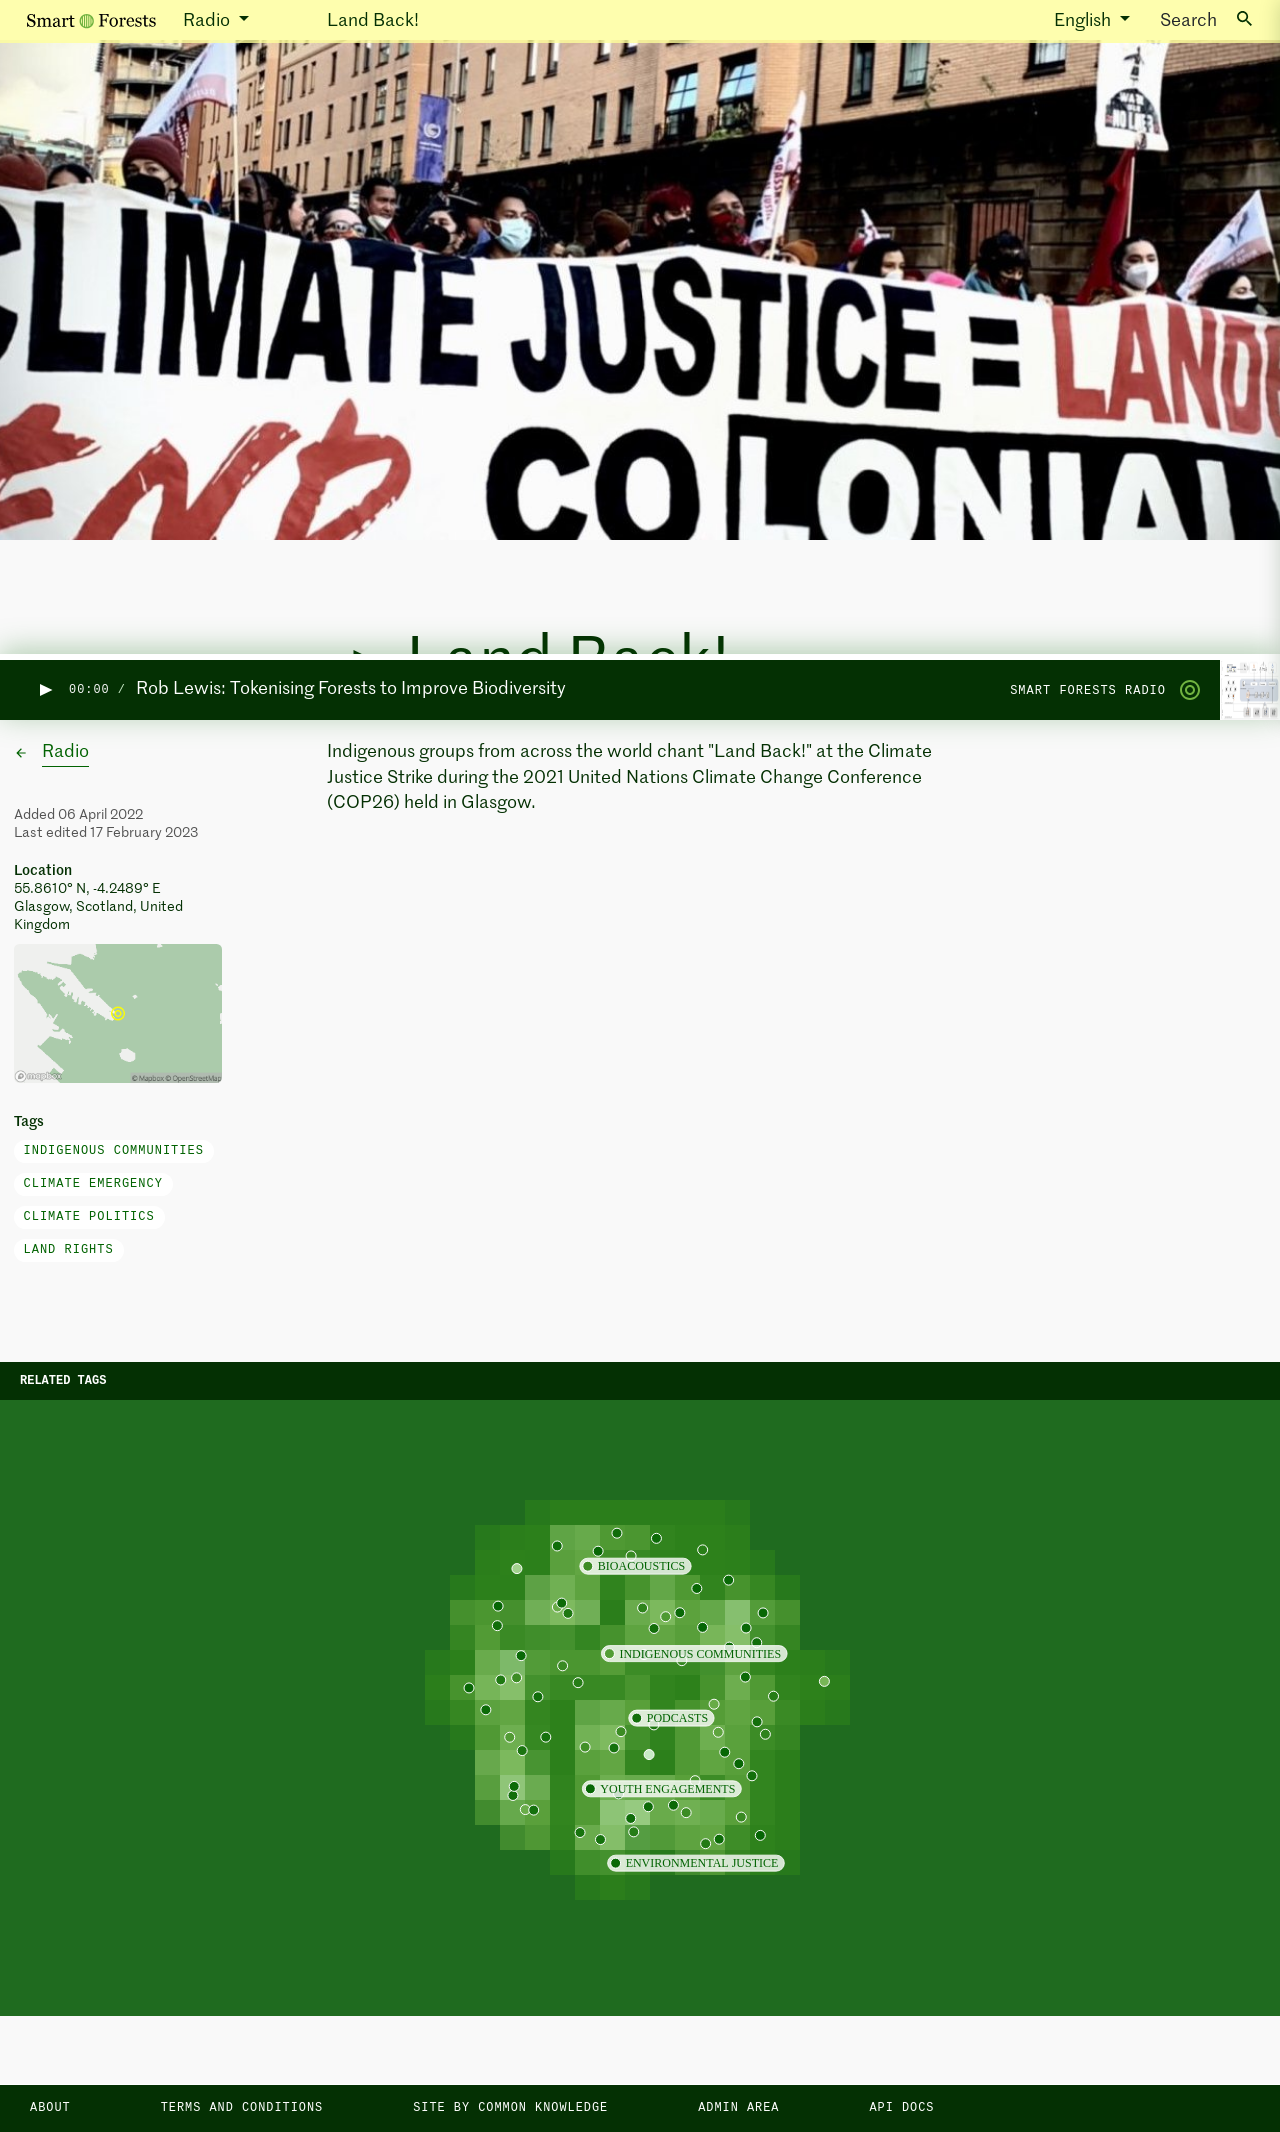 Smart Forests Radio Land Back! English Search
NO LIFE
CLIMATE JUSTICE = LAND
END COLONIAL
Land Back!
00:00 / Rob Lewis: Tokenising Forests to Improve Biodiversity SMART FORESTS RADIO
Radio
Indigenous groups from across the world chant "Land Back!" at the Climate
Justice Strike during the 2021 United Nations Climate Change Conference
(COP26) held in Glasgow.
Added 06 April 2022
Last edited 17 February 2023
Location
55.8610° N, -4.2489° E
Glasgow, Scotland, United
Kingdom
mapbox © Mapbox © OpenStreetMap
Tags
INDIGENOUS COMMUNITIES
CLIMATE EMERGENCY
CLIMATE POLITICS
LAND RIGHTS
RELATED TAGS
BIOACOUSTICS
INDIGENOUS COMMUNITIES
PODCASTS
YOUTH ENGAGEMENTS
ENVIRONMENTAL JUSTICE
ABOUT TERMS AND CONDITIONS SITE BY COMMON KNOWLEDGE ADMIN AREA API DOCS